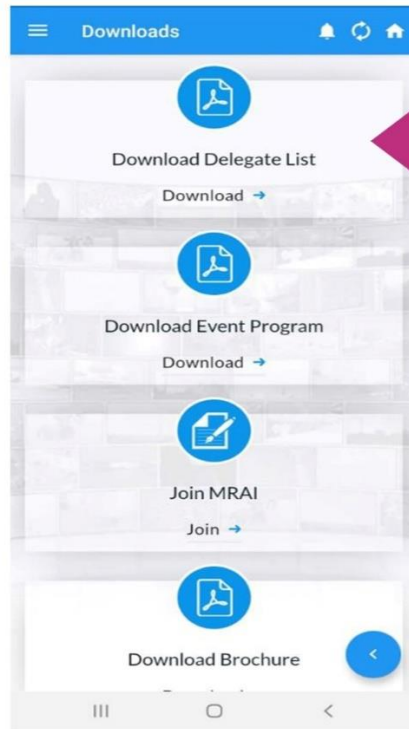 Downloads
Download Delegate List
Download →
Download Event Program
Download →
Join MRAI
Join →
Download Brochure